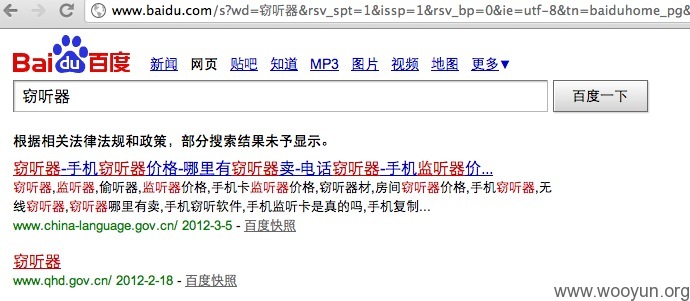 www.baidu.com/s?wd=窃听器&rsv_spt=1&issp=1&rsv_bp=0&ie=utf-8&tn=baiduhome_pg&
Bai du 百度
新闻 网页 贴吧 知道 MP3 图片 视频 地图 更多▼
窃听器 百度一下
根据相关法律法规和政策，部分搜索结果未予显示。
窃听器-手机窃听器价格-哪里有窃听器卖-电话窃听器-手机监听器价...
窃听器,监听器,偷听器,监听器价格,手机卡监听器价格,窃听器材,房间窃听器价格,手机窃听器,无
线窃听器,窃听器哪里有卖,手机窃听软件,手机监听卡是真的吗,手机复制...
www.china-language.gov.cn/ 2012-3-5 - 百度快照
窃听器
www.qhd.gov.cn/ 2012-2-18 - 百度快照
www.wooyun.org